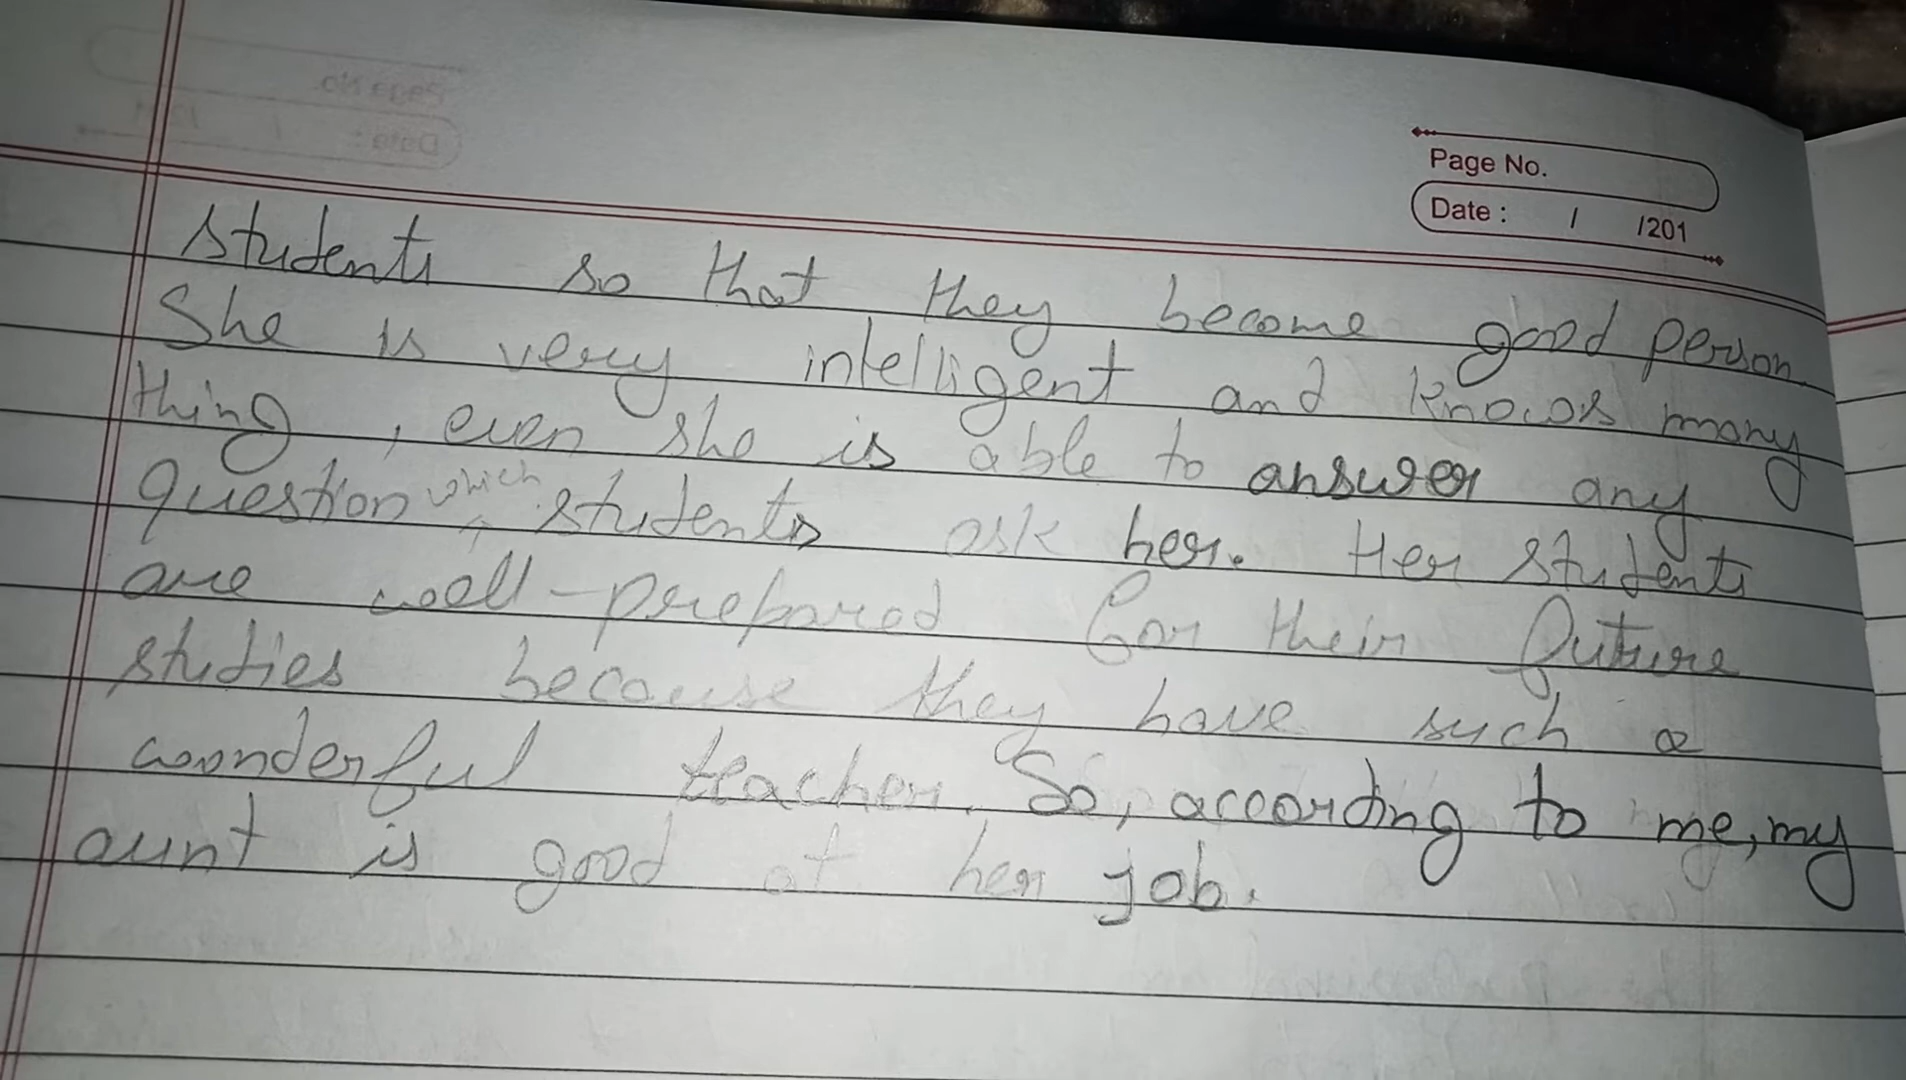 Page No.
Date : / /201
students so that they become good person.
She is very intelligent and knows many
thing, even she is able to answer any
question which students ask her. Her students
are well-prepared for their future
studies because they have such a
wonderful teacher. So, according to me, my
aunt is good at her job.